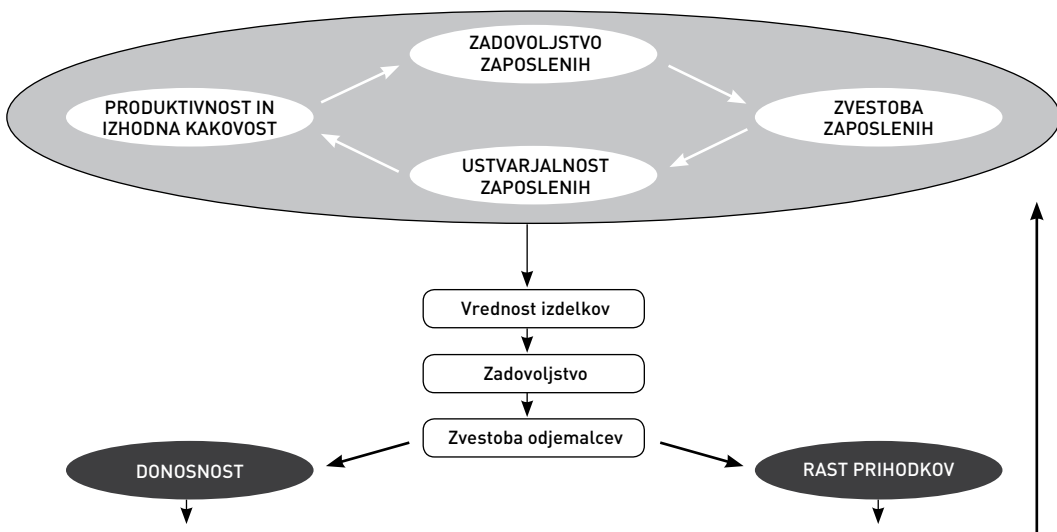 ZADOVOLJSTVO
ZAPOSLENIH
PRODUKTIVNOST IN
IZHODNA KAKOVOST
ZVESTOBA
ZAPOSLENIH
USTVARJALNOST
ZAPOSLENIH
Vrednost izdelkov
Zadovoljstvo
Zvestoba odjemalcev
DONOSNOST
RAST PRIHODKOV